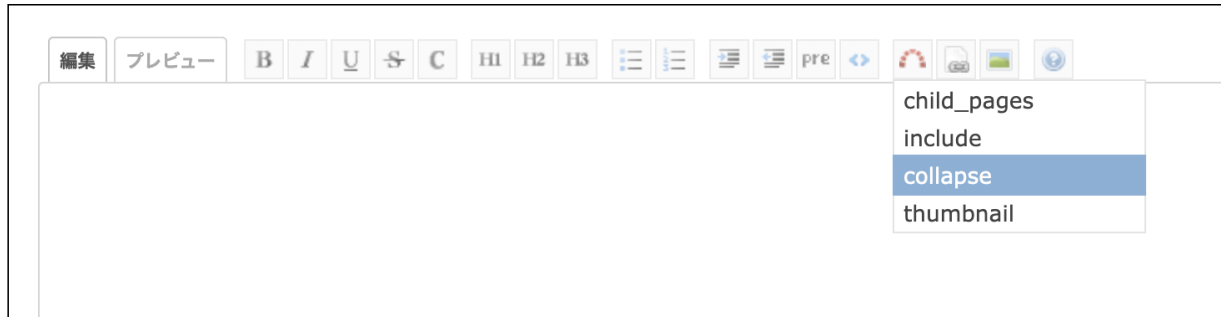 編集 プレビュー B I U S C H1 H2 H3 pre <> ?
child_pages
include
collapse
thumbnail